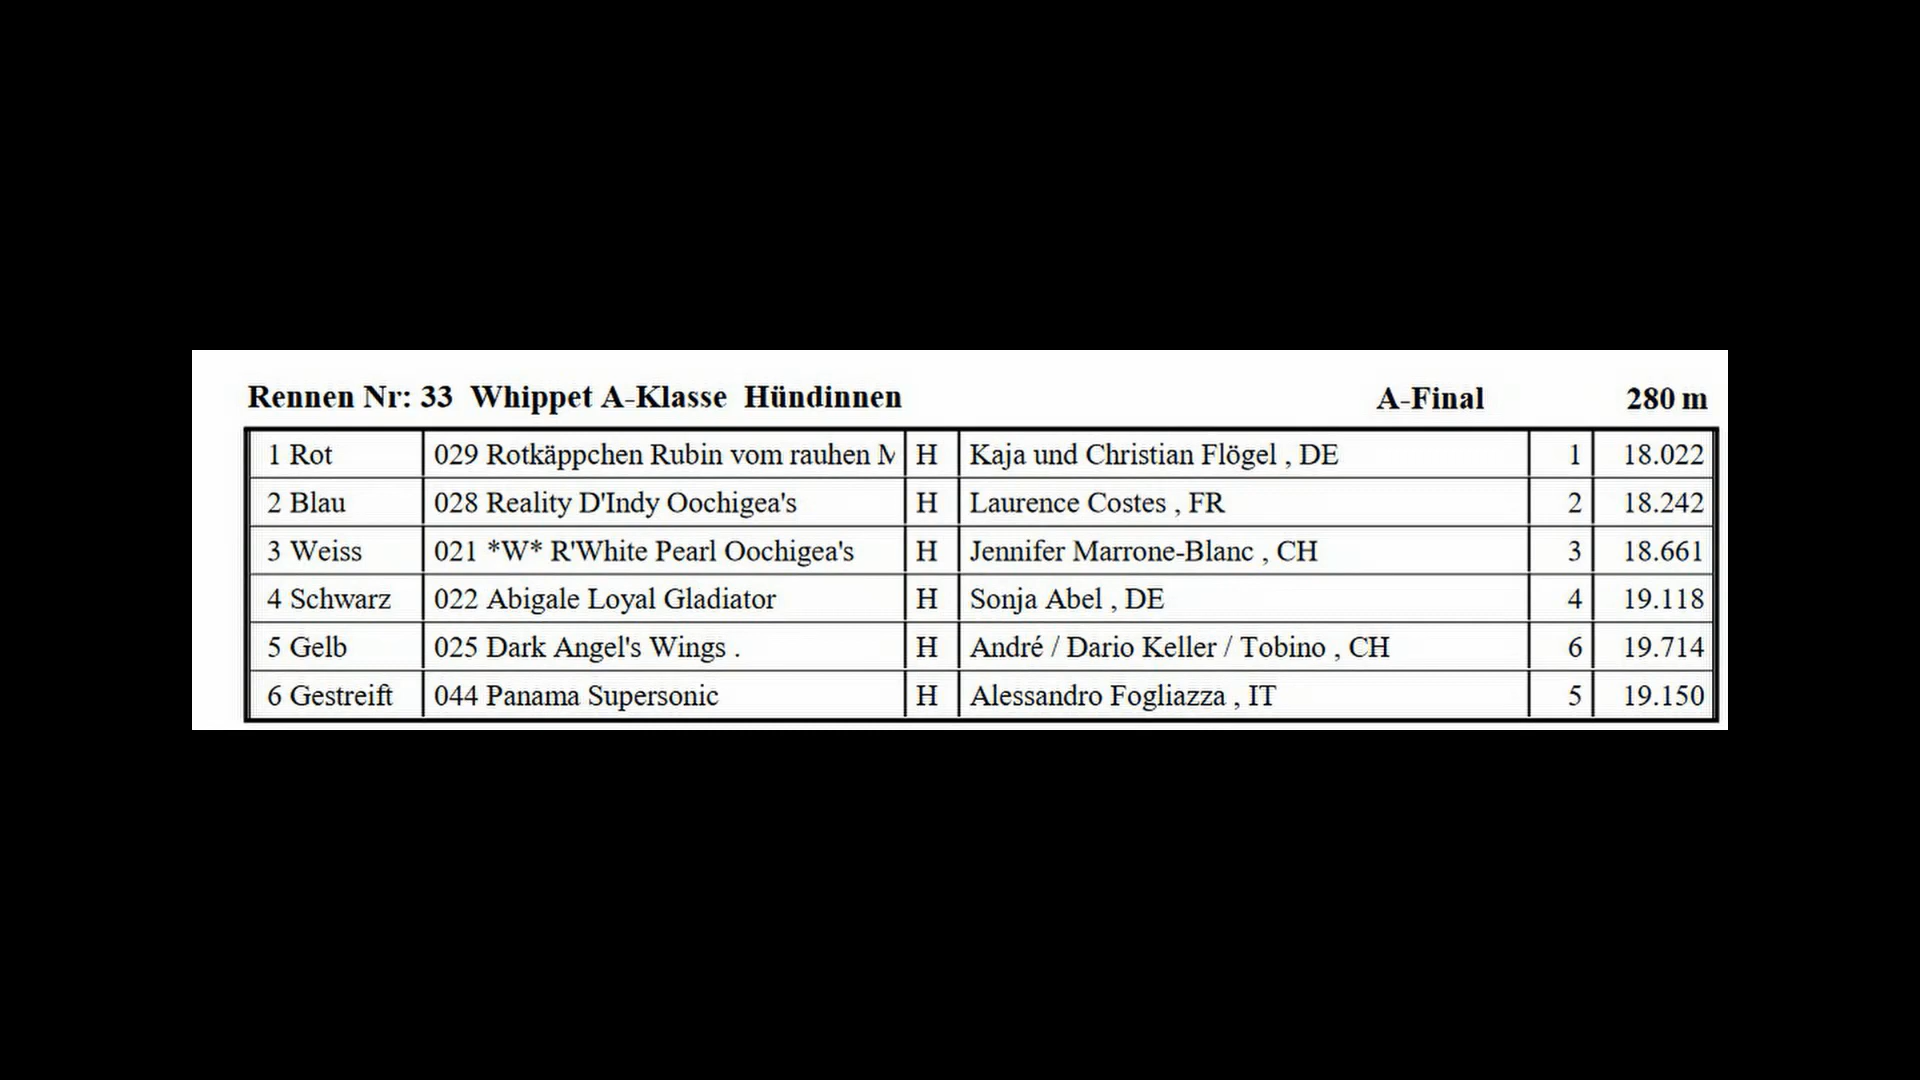 Rennen Nr: 33 Whippet A-Klasse Hündinnen A-Final 280 m
1 Rot 029 Rotkäppchen Rubin vom rauhen H Kaja und Christian Flögel , DE 1 18.022
2 Blau 028 Reality D'Indy Oochigea's H Laurence Costes , FR 2 18.242
3 Weiss 021 *W* R'White Pearl Oochigea's H Jennifer Marrone-Blanc , CH 3 18.661
4 Schwarz 022 Abigale Loyal Gladiator H Sonja Abel , DE 4 19.118
5 Gelb 025 Dark Angel's Wings . H André / Dario Keller / Tobino , CH 6 19.714
6 Gestreift 044 Panama Supersonic H Alessandro Fogliazza , IT 5 19.150